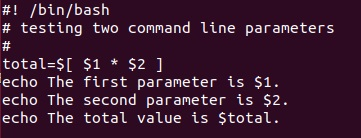 #! /bin/bash
# testing two command line parameters
#
total=$[ $1 * $2 ]
echo The first parameter is $1.
echo The second parameter is $2.
echo The total value is $total.